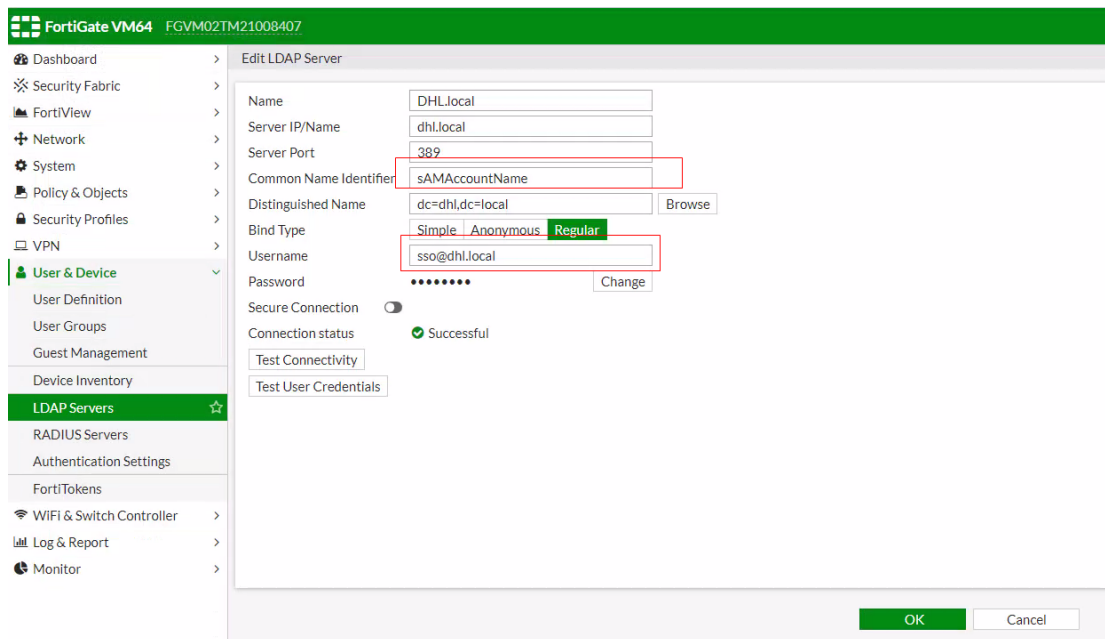 FortiGate VM64 FGVM02TM21008407
Dashboard
Security Fabric
FortiView
Network
System
Policy & Objects
Security Profiles
VPN
User & Device
User Definition
User Groups
Guest Management
Device Inventory
LDAP Servers
RADIUS Servers
Authentication Settings
FortiTokens
WiFi & Switch Controller
Log & Report
Monitor
Edit LDAP Server
Name DHL.local
Server IP/Name dhl.local
Server Port 389
Common Name Identifier sAMAccountName
Distinguished Name dc=dhl,dc=local Browse
Bind Type Simple Anonymous Regular
Username sso@dhl.local
Password •••••••• Change
Secure Connection
Connection status Successful
Test Connectivity
Test User Credentials
OK Cancel